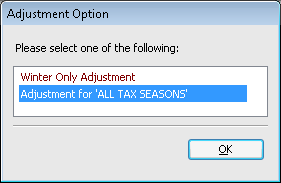 Adjustment Option
Please select one of the following:
Winter Only Adjustment
Adjustment for 'ALL TAX SEASONS'
OK